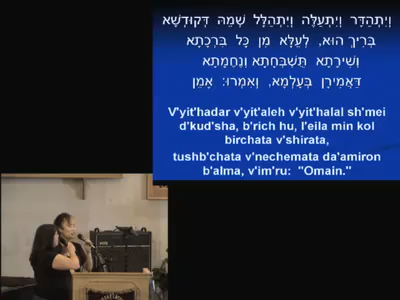 וְיִתְהַדָּר וְיִתְעַלֶּה וְיִתְהַלָּל שְׁמֵהּ דְּקוּדְשָׁא
בְּרִיךְ הוּא, לְעֵלָּא מִן כָּל בִּרְכָתָא
וְשִׁירָתָא תֻּשְׁבְּחָתָא וְנֶחֱמָתָא
דַּאֲמִירָן בְּעָלְמָא, וְאִמְרוּ: אָמֵן
V'yit'hadar v'yit'aleh v'yit'halal sh'mei
d'kud'sha, b'rich hu, l'eila min kol
birchata v'shirata,
tushb'chata v'nechemata da'amiron
b'alma, v'im'ru: "Omain."